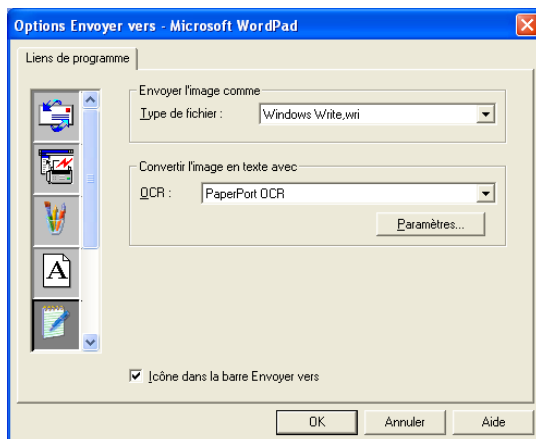 Options Envoyer vers - Microsoft WordPad
Liens de programme
Envoyer l'image comme
Type de fichier :
Windows Write,wri
Convertir l'image en texte avec
OCR :
PaperPort OCR
Paramètres...
A
Icône dans la barre Envoyer vers
OK
Annuler
Aide